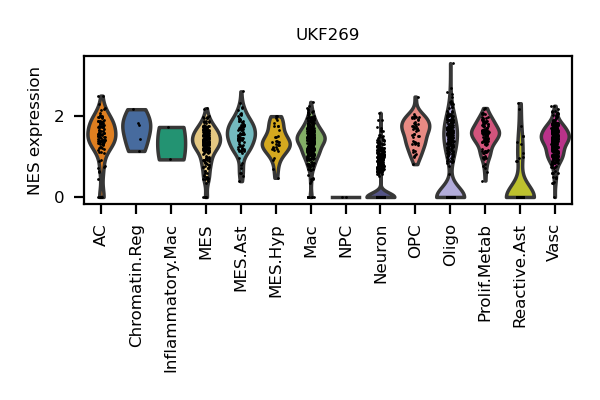 UKF269
NES expression
2
0
AC
Chromatin.Reg
Inflammatory.Mac
MES
MES.Ast
MES.Hyp
Mac
NPC
Neuron
OPC
Oligo
Prolif.Metab
Reactive.Ast
Vasc